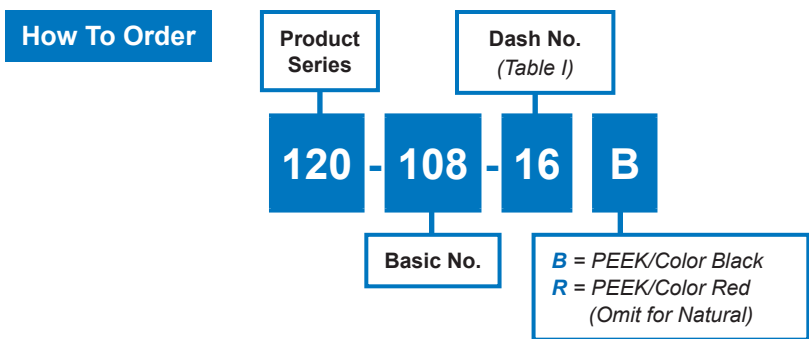 How To Order
Product
Series
Dash No.
(Table I)
120 - 108 - 16 B
Basic No.
B = PEEK/Color Black
R = PEEK/Color Red
(Omit for Natural)